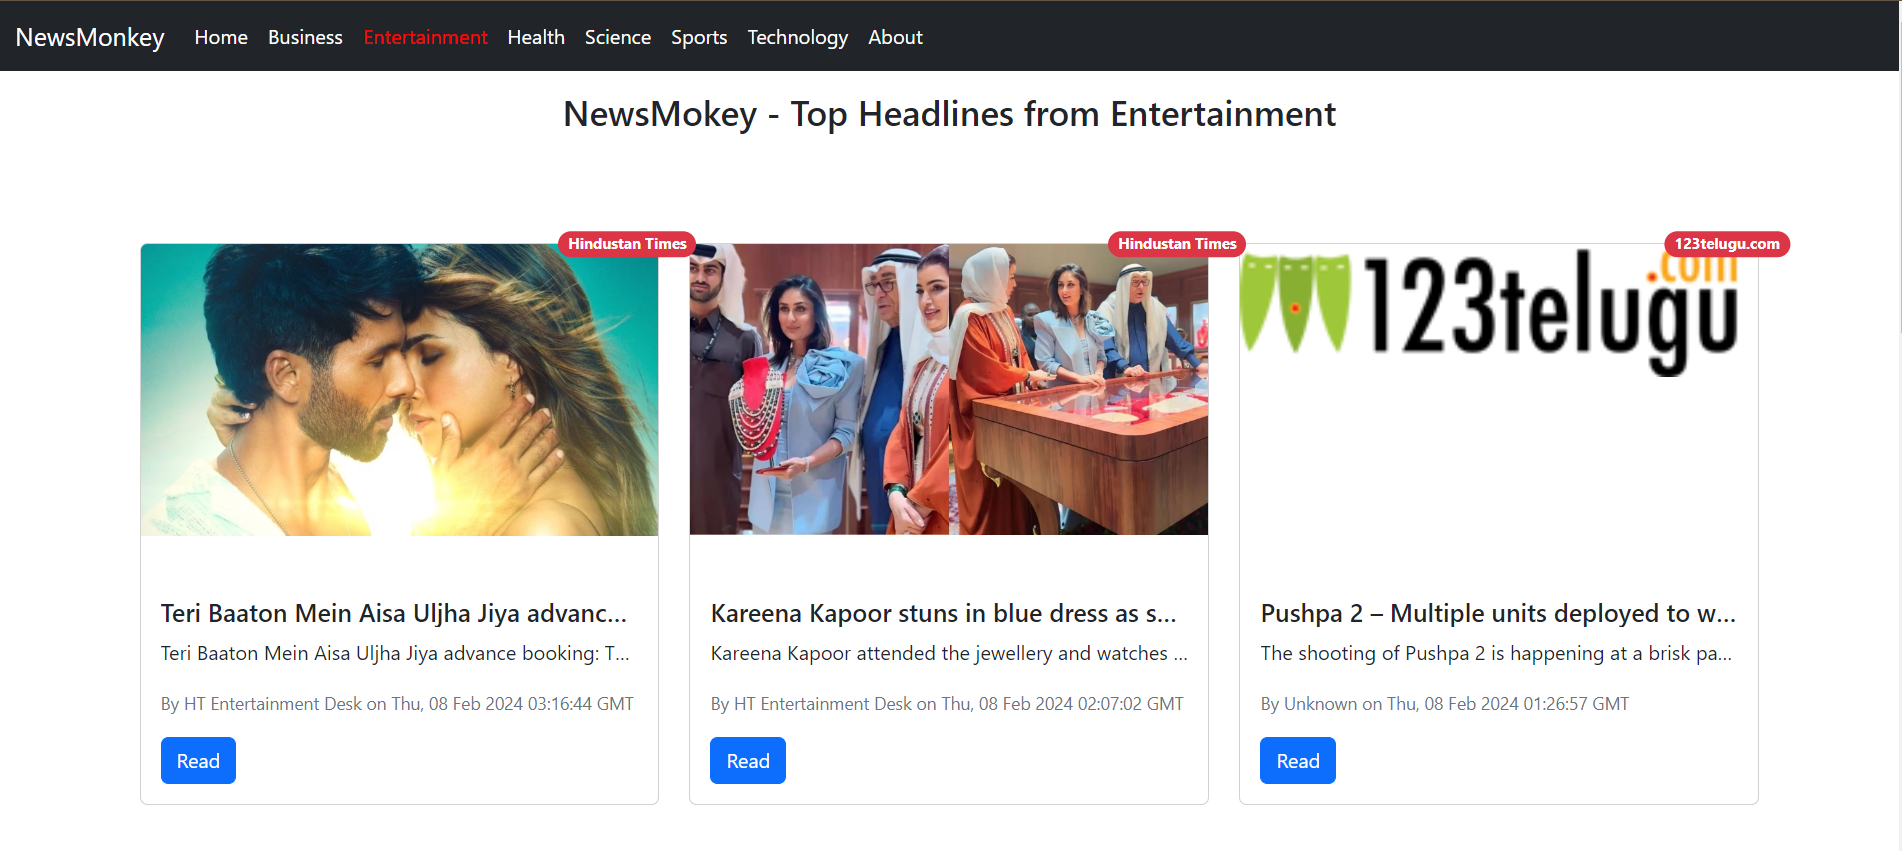 NewsMonkey Home Business Entertainment Health Science Sports Technology About
NewsMokey - Top Headlines from Entertainment
Hindustan Times
Teri Baaton Mein Aisa Uljha Jiya advanc...
Teri Baaton Mein Aisa Uljha Jiya advance booking: T...
By HT Entertainment Desk on Thu, 08 Feb 2024 03:16:44 GMT
Read
Hindustan Times
Kareena Kapoor stuns in blue dress as s...
Kareena Kapoor attended the jewellery and watches ...
By HT Entertainment Desk on Thu, 08 Feb 2024 02:07:02 GMT
Read
123telugu.com
.com
123telugu
Pushpa 2 – Multiple units deployed to w...
The shooting of Pushpa 2 is happening at a brisk pa...
By Unknown on Thu, 08 Feb 2024 01:26:57 GMT
Read